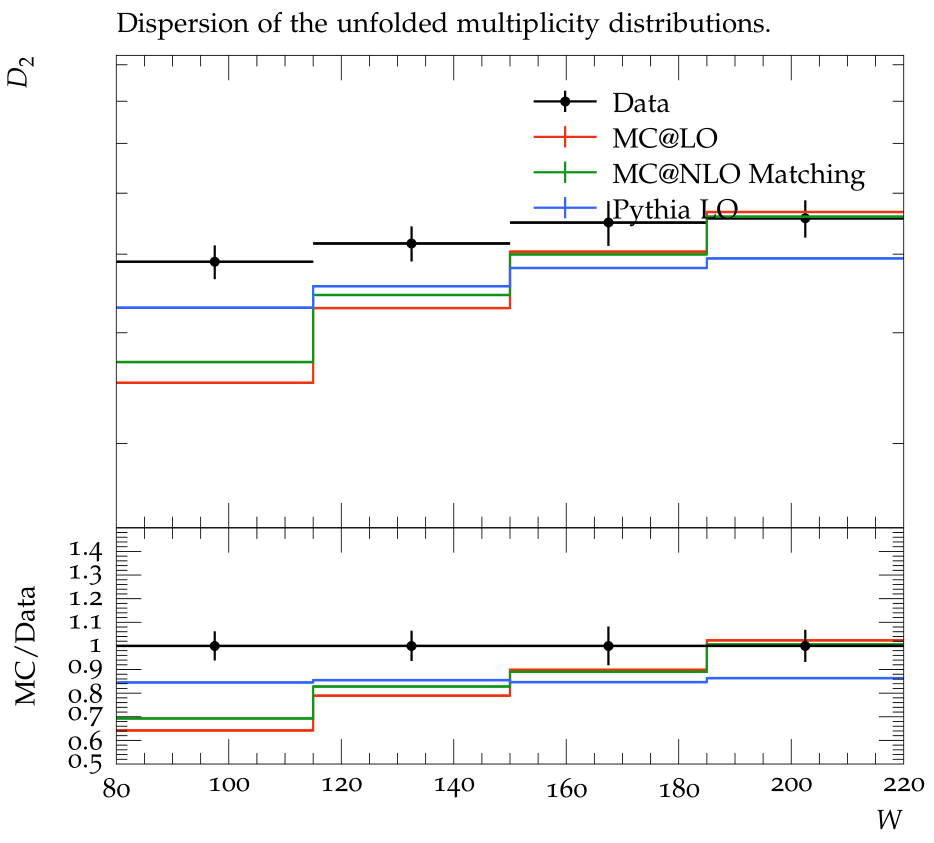 Dispersion of the unfolded multiplicity distributions.
D2
Data
MC@LO
MC@NLO Matching
Pythia LO
MC/Data
1.4
1.3
1.2
1.1
1
0.9
0.8
0.7
0.6
0.5
80 100 120 140 160 180 200 220
W